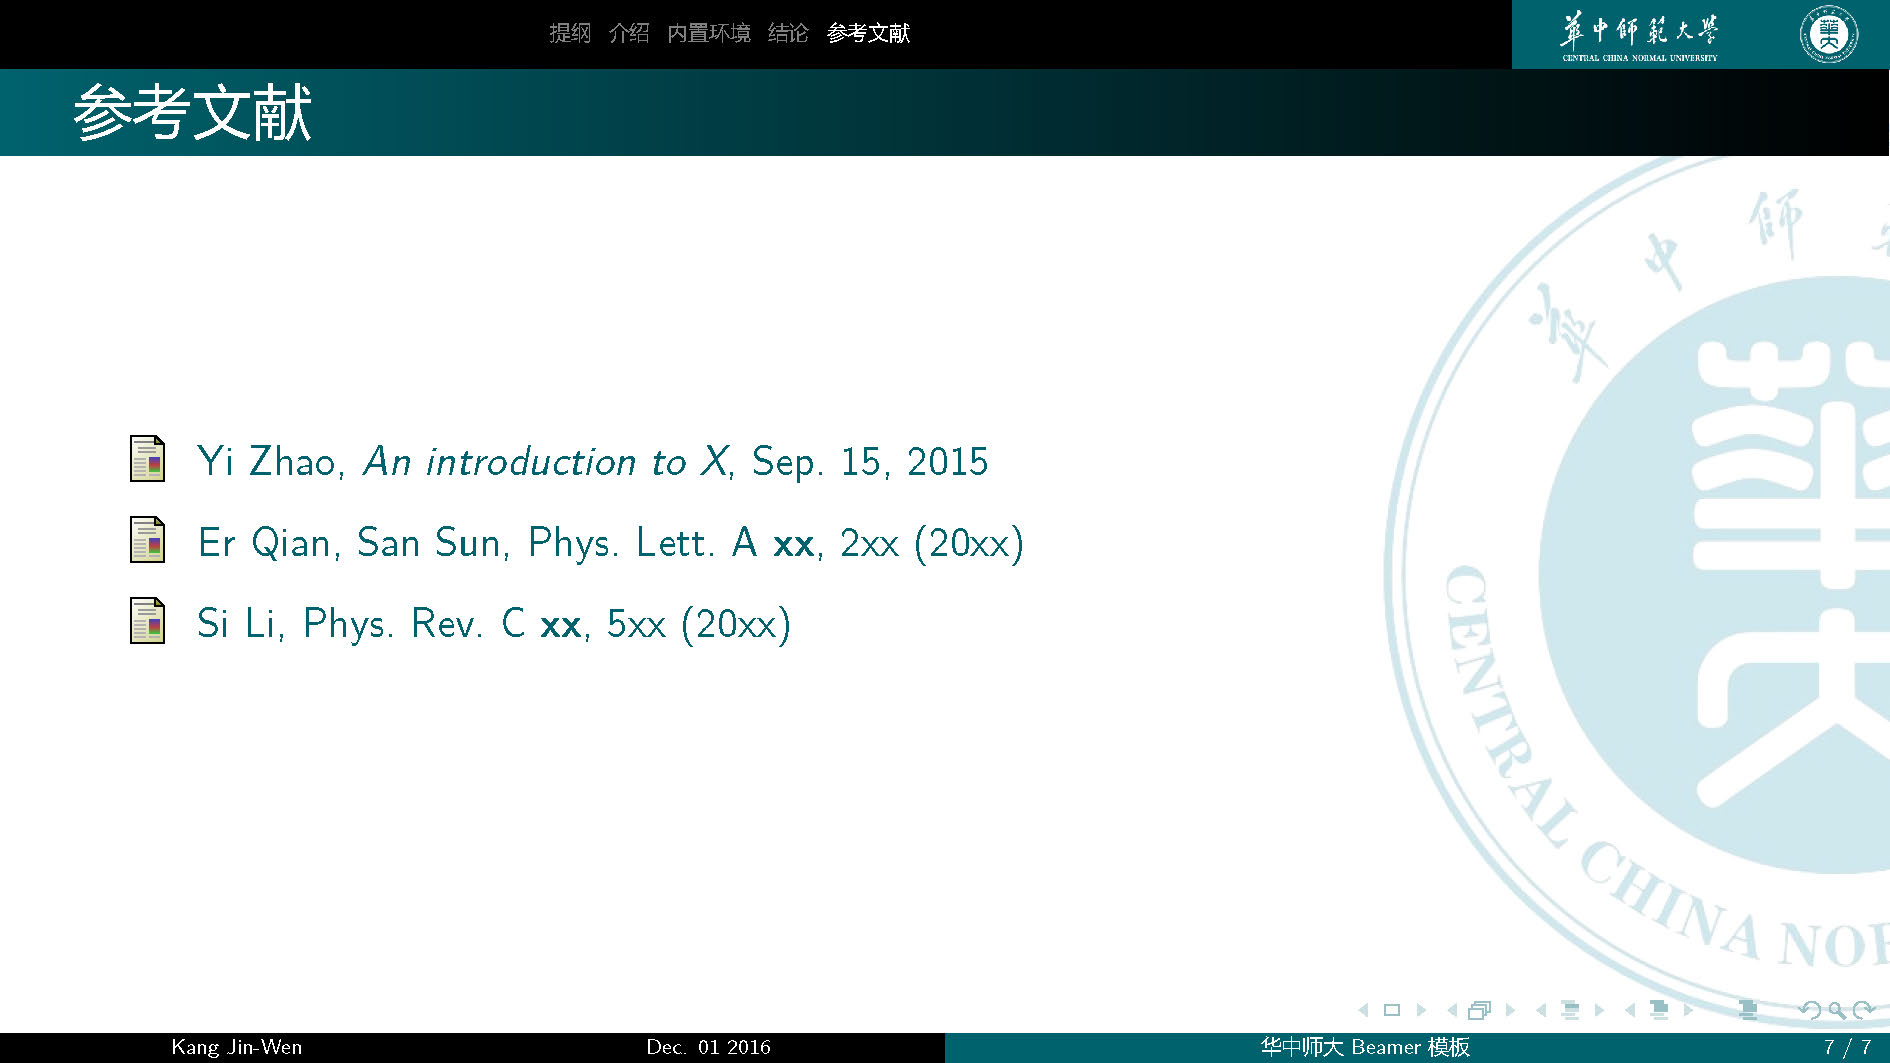 提纲 介绍 内置环境 结论 参考文献
華中師範大學
CENTRAL CHINA NORMAL UNIVERSITY
参考文献
Yi Zhao, An introduction to X, Sep. 15, 2015
Er Qian, San Sun, Phys. Lett. A xx, 2xx (20xx)
Si Li, Phys. Rev. C xx, 5xx (20xx)
華中師
CENTRAL CHINA NOR
Kang Jin-Wen Dec. 01 2016 华中师大 Beamer 模板 7 / 7